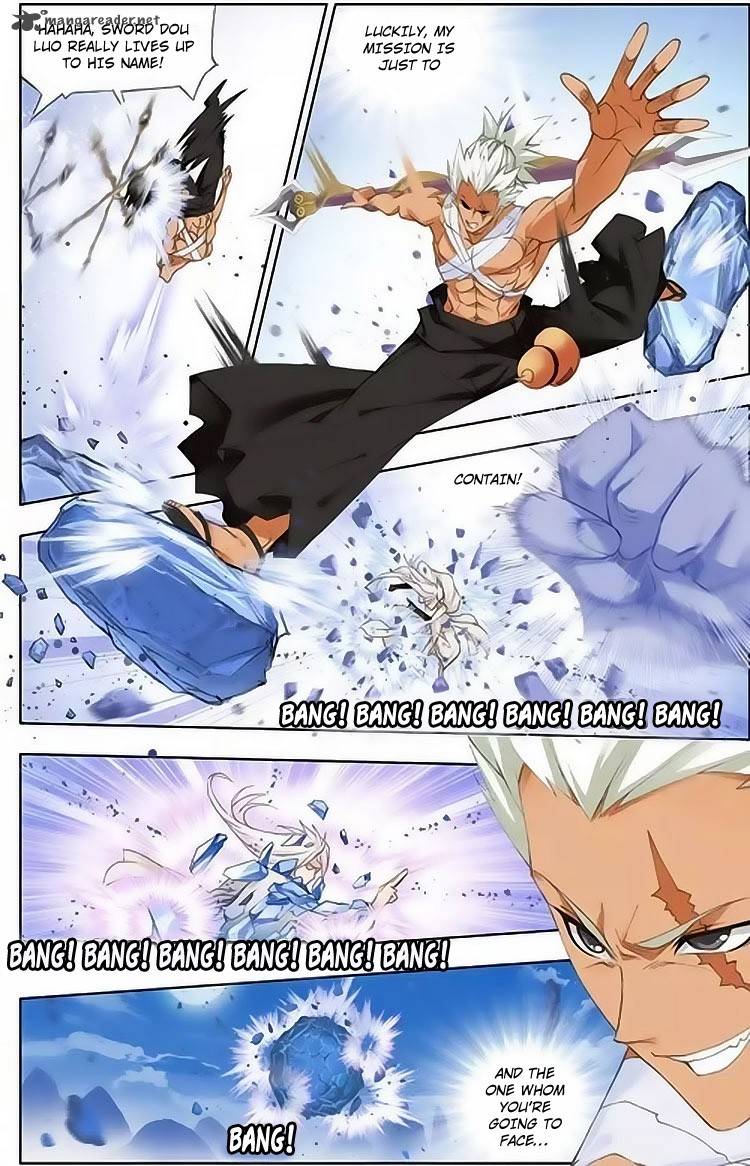 mangareader.net
HAHAHA, SWORD DOU
LUO REALLY LIVES UP
TO HIS NAME!
LUCKILY, MY
MISSION IS
JUST TO
CONTAIN!
BANG! BANG! BANG! BANG! BANG! BANG!
BANG! BANG! BANG! BANG! BANG! BANG!
BANG!
AND THE
ONE WHOM
YOU'RE
GOING TO
FACE...